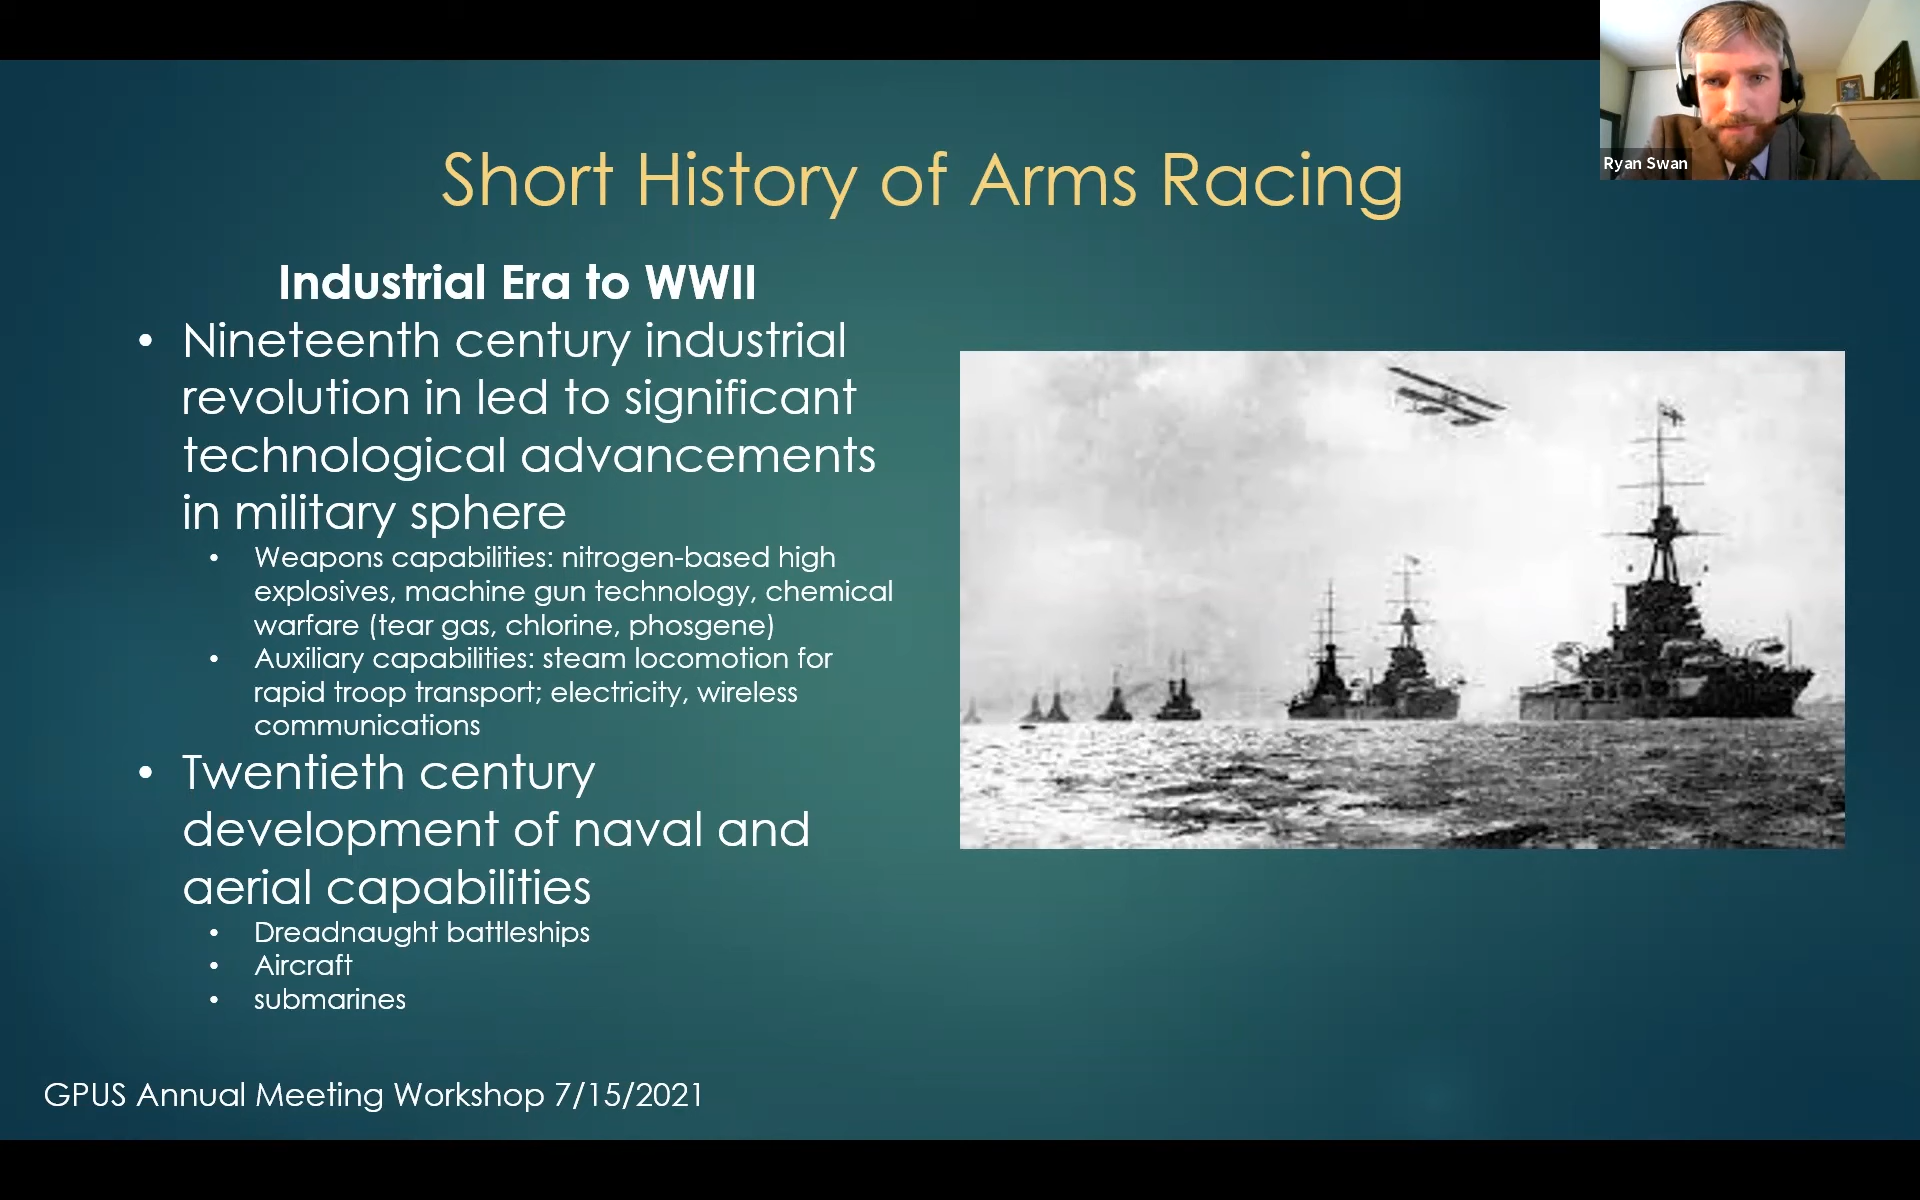 Ryan Swan
Short History of Arms Racing
Industrial Era to WWII
• Nineteenth century industrial
revolution in led to significant
technological advancements
in military sphere
• Weapons capabilities: nitrogen-based high
explosives, machine gun technology, chemical
warfare (tear gas, chlorine, phosgene)
• Auxiliary capabilities: steam locomotion for
rapid troop transport; electricity, wireless
communications
• Twentieth century
development of naval and
aerial capabilities
• Dreadnaught battleships
• Aircraft
• submarines
GPUS Annual Meeting Workshop 7/15/2021